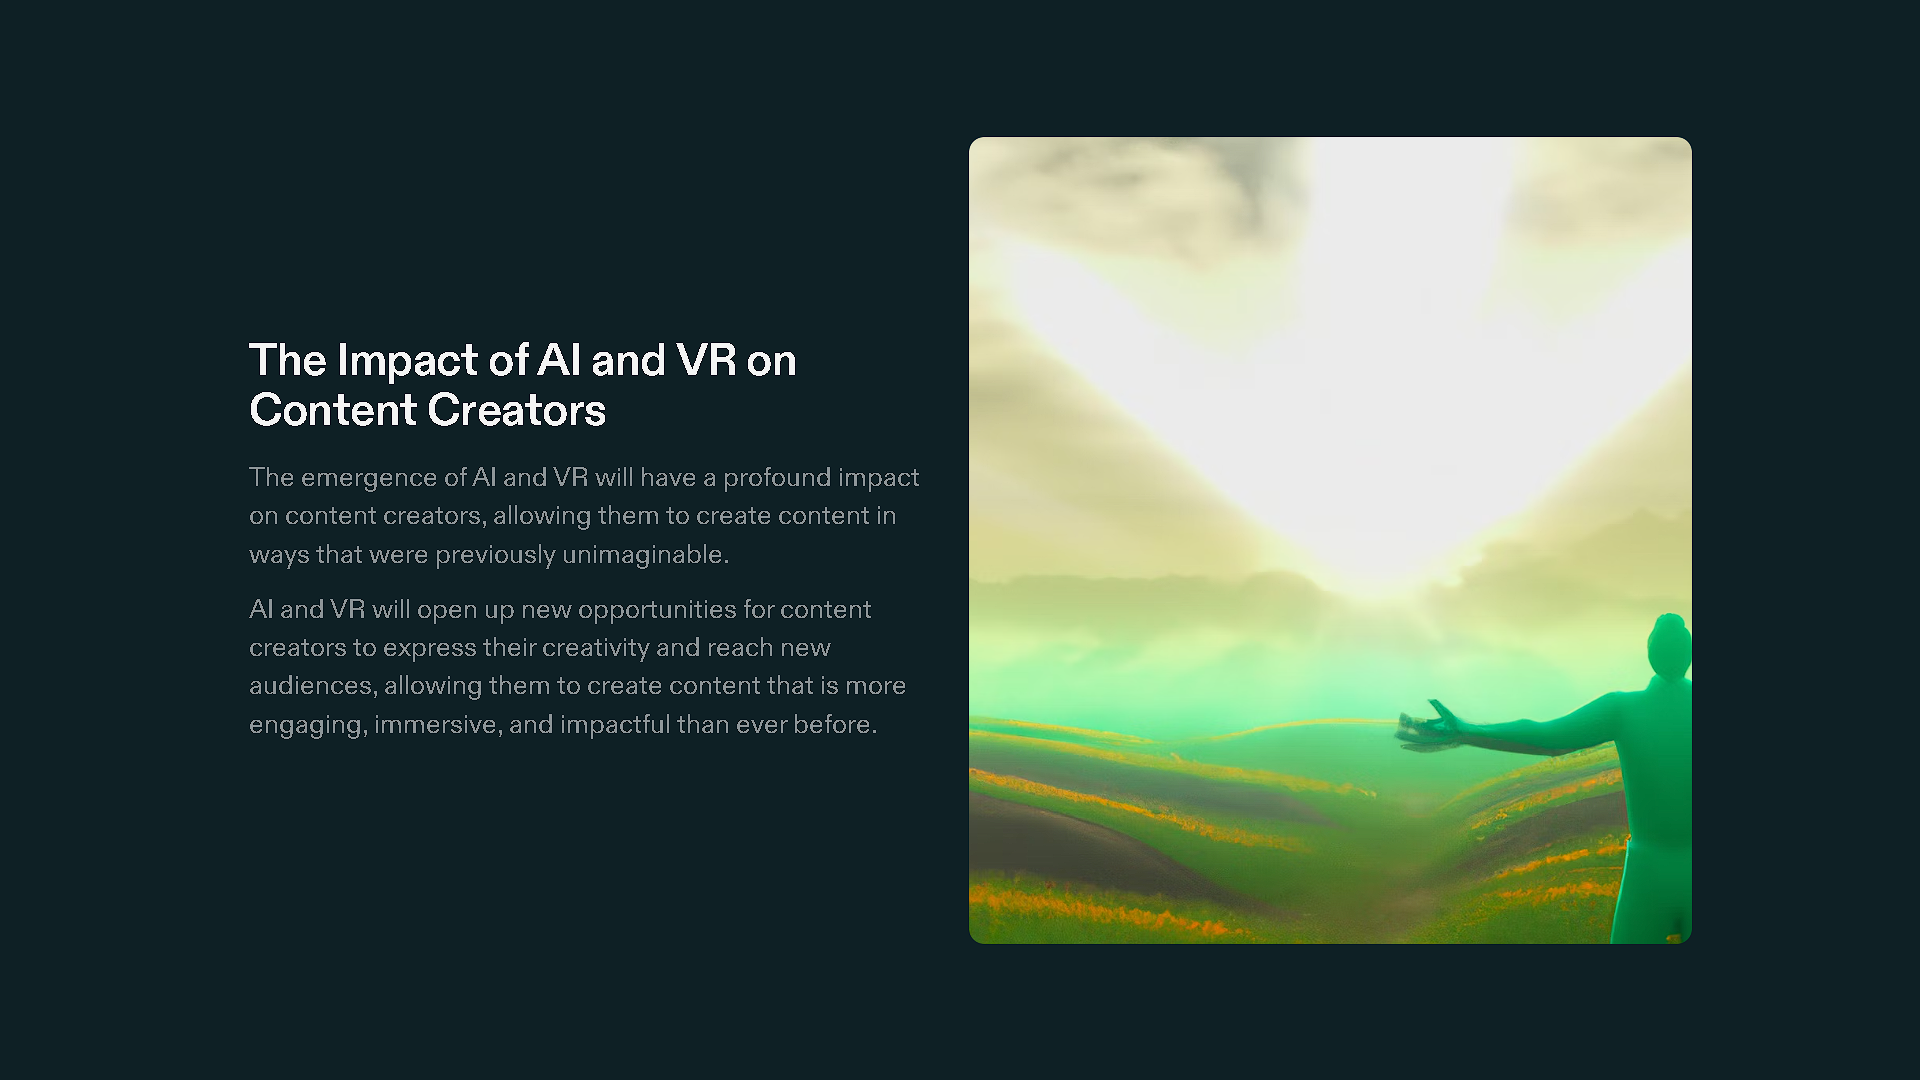 The Impact of AI and VR on
Content Creators
The emergence of AI and VR will have a profound impact
on content creators, allowing them to create content in
ways that were previously unimaginable.
AI and VR will open up new opportunities for content
creators to express their creativity and reach new
audiences, allowing them to create content that is more
engaging, immersive, and impactful than ever before.